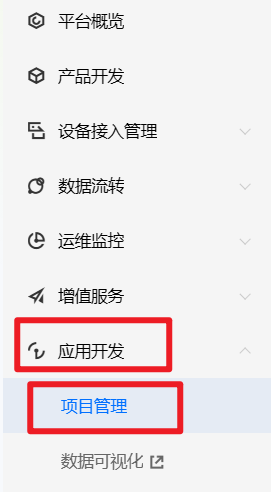 平台概览
产品开发
设备接入管理
数据流转
运维监控
增值服务
应用开发
项目管理
数据可视化